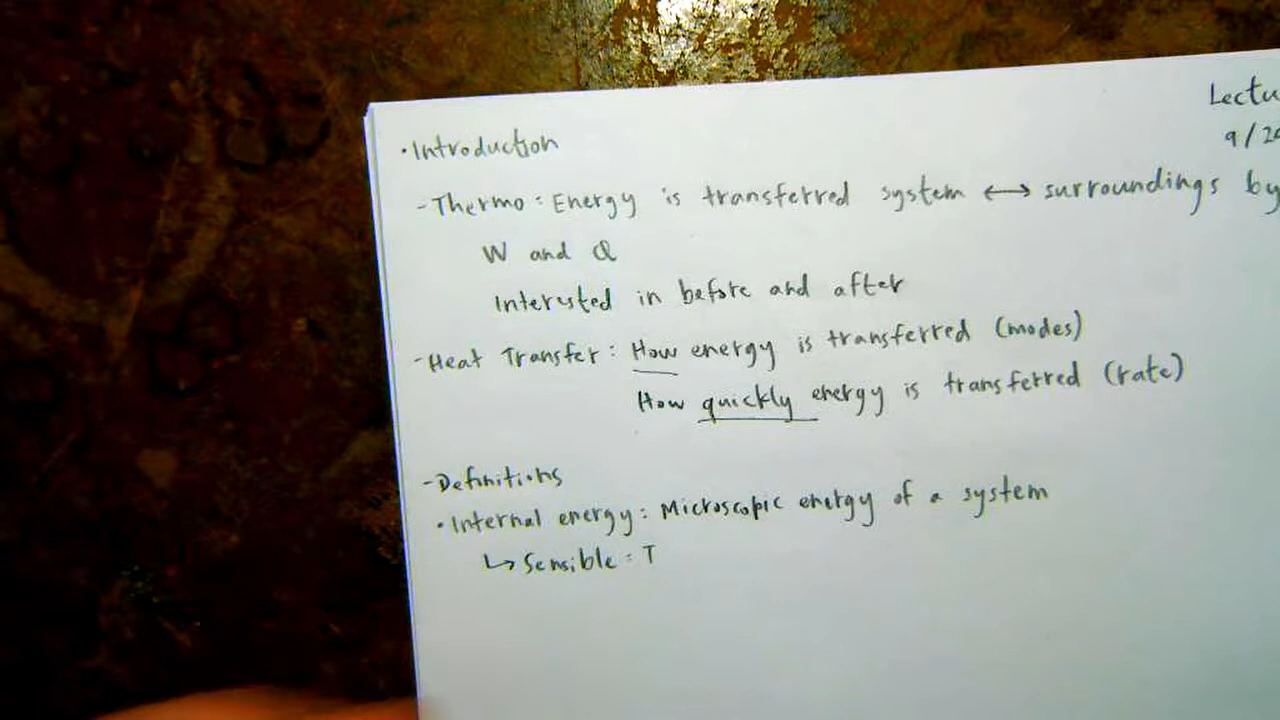 Lectu
9/20
• Introduction
- Thermo: Energy is transferred system ↔ surroundings by
W and Q
Interested in before and after
- Heat Transfer: How energy is transferred (modes)
How quickly energy is transferred (rate)
- Definitions
• Internal energy: Microscopic energy of a system
↳ Sensible: T